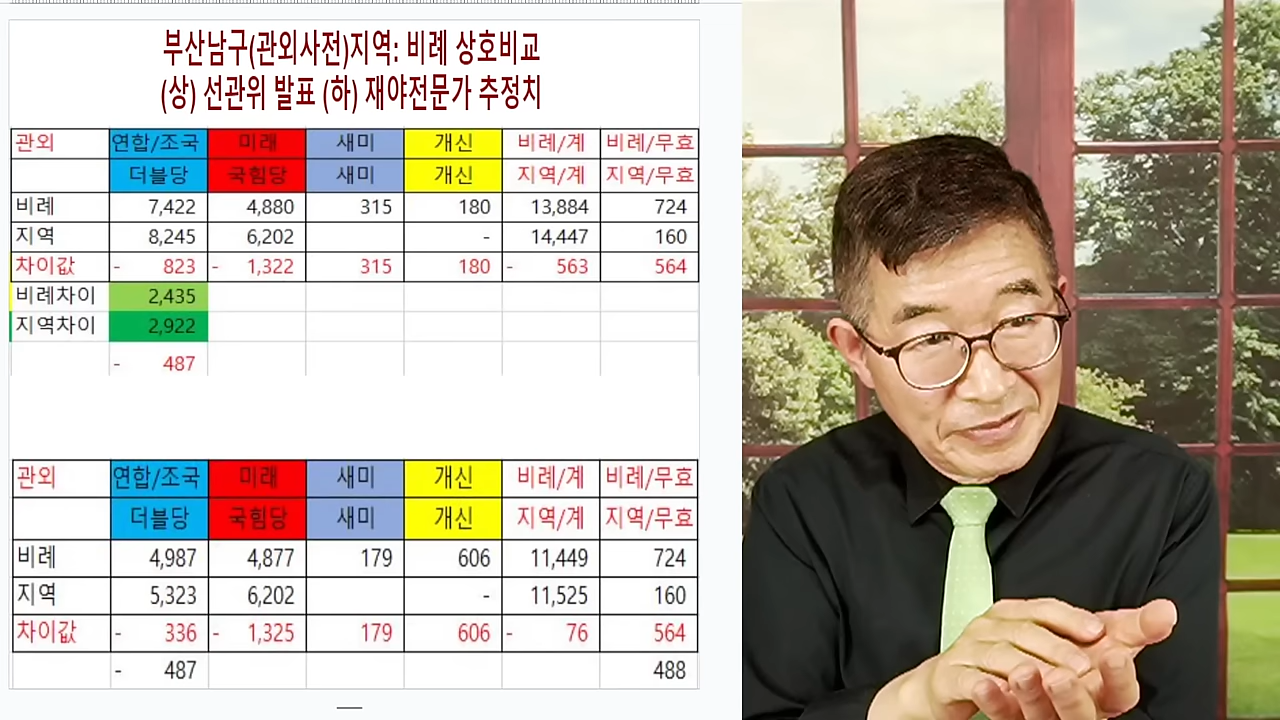 부산남구(관외사전)지역: 비례 상호비교
(상) 선관위 발표 (하) 재야전문가 추정치
관외 연합/조국 미래 새미 개신 비례/계 비례/무효
더블당 국힘당 새미 개신 지역/계 지역/무효
비례 7,422 4,880 315 180 13,884 724
지역 8,245 6,202 - 14,447 160
차이값 - 823 - 1,322 315 180 - 563 564
비례차이 2,435
지역차이 2,922
- 487
관외 연합/조국 미래 새미 개신 비례/계 비례/무효
더블당 국힘당 새미 개신 지역/계 지역/무효
비례 4,987 4,877 179 606 11,449 724
지역 5,323 6,202 - 11,525 160
차이값 - 336 - 1,325 179 606 - 76 564
- 487 488